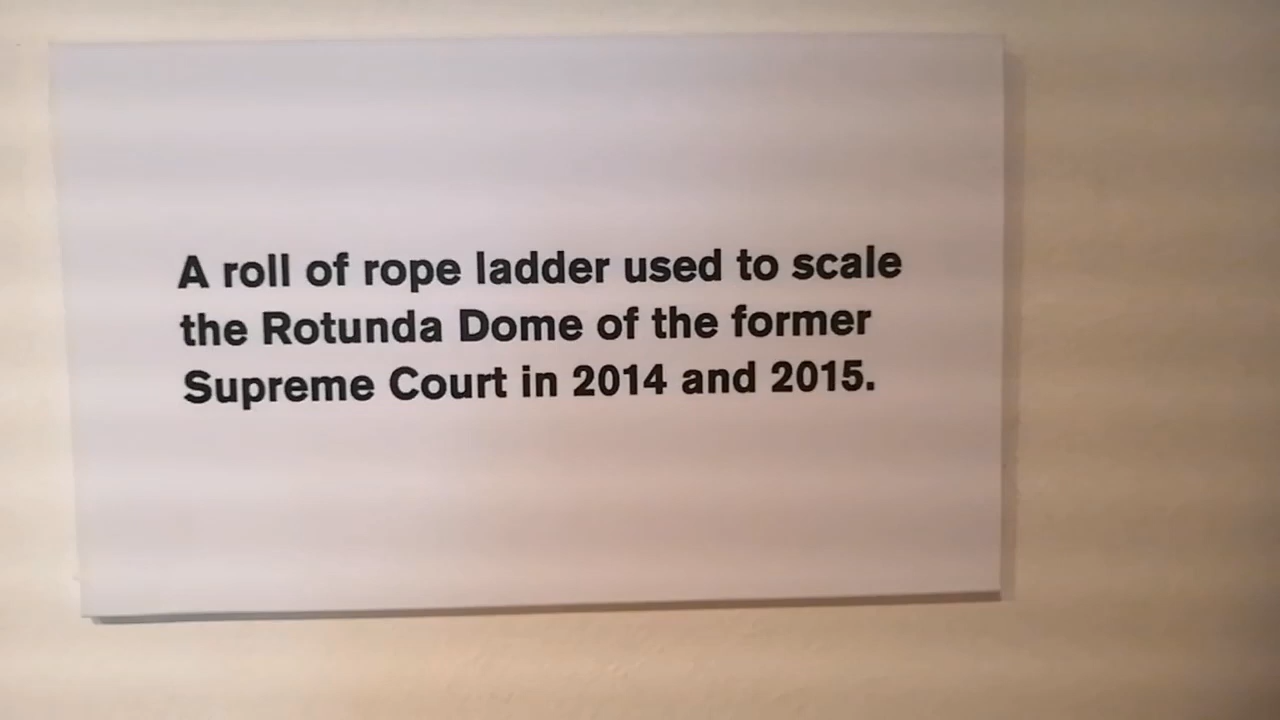 A roll of rope ladder used to scale
the Rotunda Dome of the former
Supreme Court in 2014 and 2015.